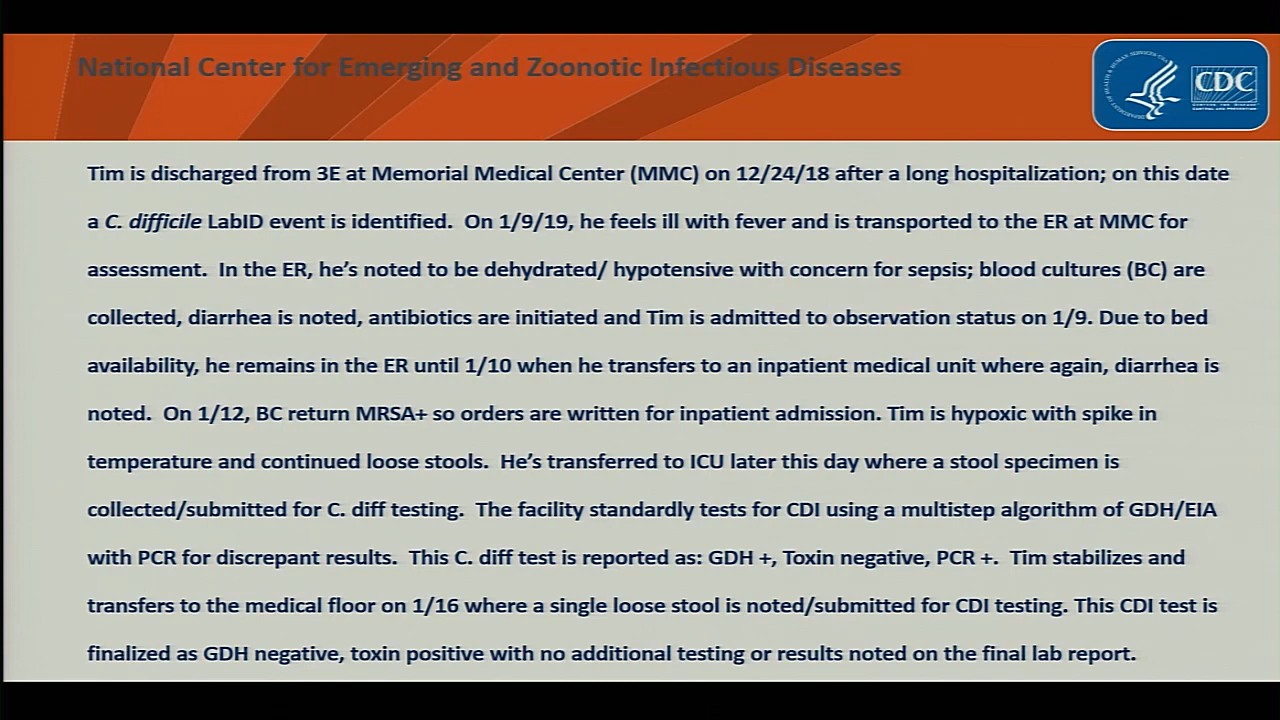 National Center for Emerging and Zoonotic Infectious Diseases
CDC
Tim is discharged from 3E at Memorial Medical Center (MMC) on 12/24/18 after a long hospitalization; on this date
a C. difficile LabID event is identified.  On 1/9/19, he feels ill with fever and is transported to the ER at MMC for
assessment.  In the ER, he's noted to be dehydrated/ hypotensive with concern for sepsis; blood cultures (BC) are
collected, diarrhea is noted, antibiotics are initiated and Tim is admitted to observation status on 1/9. Due to bed
availability, he remains in the ER until 1/10 when he transfers to an inpatient medical unit where again, diarrhea is
noted.  On 1/12, BC return MRSA+ so orders are written for inpatient admission. Tim is hypoxic with spike in
temperature and continued loose stools.  He's transferred to ICU later this day where a stool specimen is
collected/submitted for C. diff testing.  The facility standardly tests for CDI using a multistep algorithm of GDH/EIA
with PCR for discrepant results.  This C. diff test is reported as: GDH +, Toxin negative, PCR +.  Tim stabilizes and
transfers to the medical floor on 1/16 where a single loose stool is noted/submitted for CDI testing. This CDI test is
finalized as GDH negative, toxin positive with no additional testing or results noted on the final lab report.